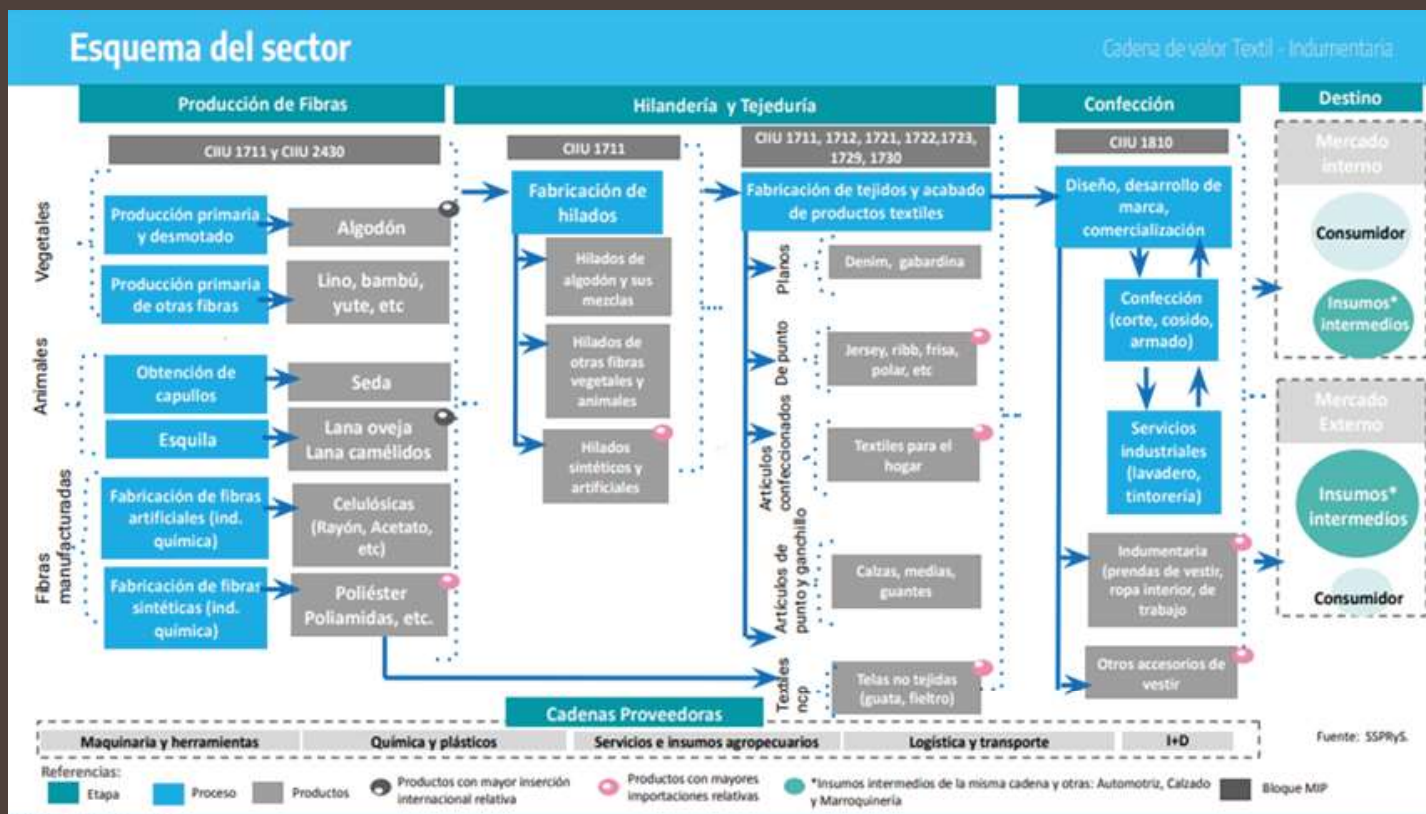 Esquema del sector
Cadena de valor Textil - Indumentaria
Producción de Fibras
Hilandería y Tejeduría
Confección
Destino
CIIU 1711 y CIIU 2430
CIIU 1711
CIIU 1711, 1712, 1721, 1722,1723,
1729, 1730
CIIU 1810
Vegetales
Producción primaria
y desmotado
Algodón
Producción primaria
de otras fibras
Lino, bambú,
yute, etc
Animales
Obtención de
capullos
Seda
Esquila
Lana oveja
Lana camélidos
Fibras
manufacturadas
Fabricación de fibras
artificiales (ind.
química)
Celulósicas
(Rayón, Acetato,
etc)
Fabricación de fibras
sintéticas (ind.
química)
Poliéster
Poliamidas, etc.
Fabricación de
hilados
Hilados de
algodón y sus
mezclas
Hilados de
otras fibras
vegetales y
animales
Hilados
sintéticos y
artificiales
Fabricación de tejidos y acabado
de productos textiles
Planos
Denim, gabardina
De punto
Jersey, ribb, frisa,
polar, etc
Artículos
confeccionados
Textiles para el
hogar
Artículos de
punto y ganchillo
Calzas, medias,
guantes
Textiles
ncp
Telas no tejidas
(guata, fieltro)
Diseño, desarrollo de
marca,
comercialización
Confección
(corte, cosido,
armado)
Servicios
industriales
(lavadero,
tintorería)
Indumentaria
(prendas de vestir,
ropa interior, de
trabajo
Otros accesorios de
vestir
Mercado
interno
Consumidor
Insumos*
intermedios
Mercado
Externo
Insumos*
intermedios
Consumidor
Cadenas Proveedoras
Maquinaria y herramientas
Química y plásticos
Servicios e insumos agropecuarios
Logística y transporte
I+D
Fuente: SSPRyS.
Referencias:
Etapa
Proceso
Productos
Productos con mayor inserción
internacional relativa
Productos con mayores
importaciones relativas
*Insumos intermedios de la misma cadena y otras: Automotriz, Calzado
y Marroquinería
Bloque MIP